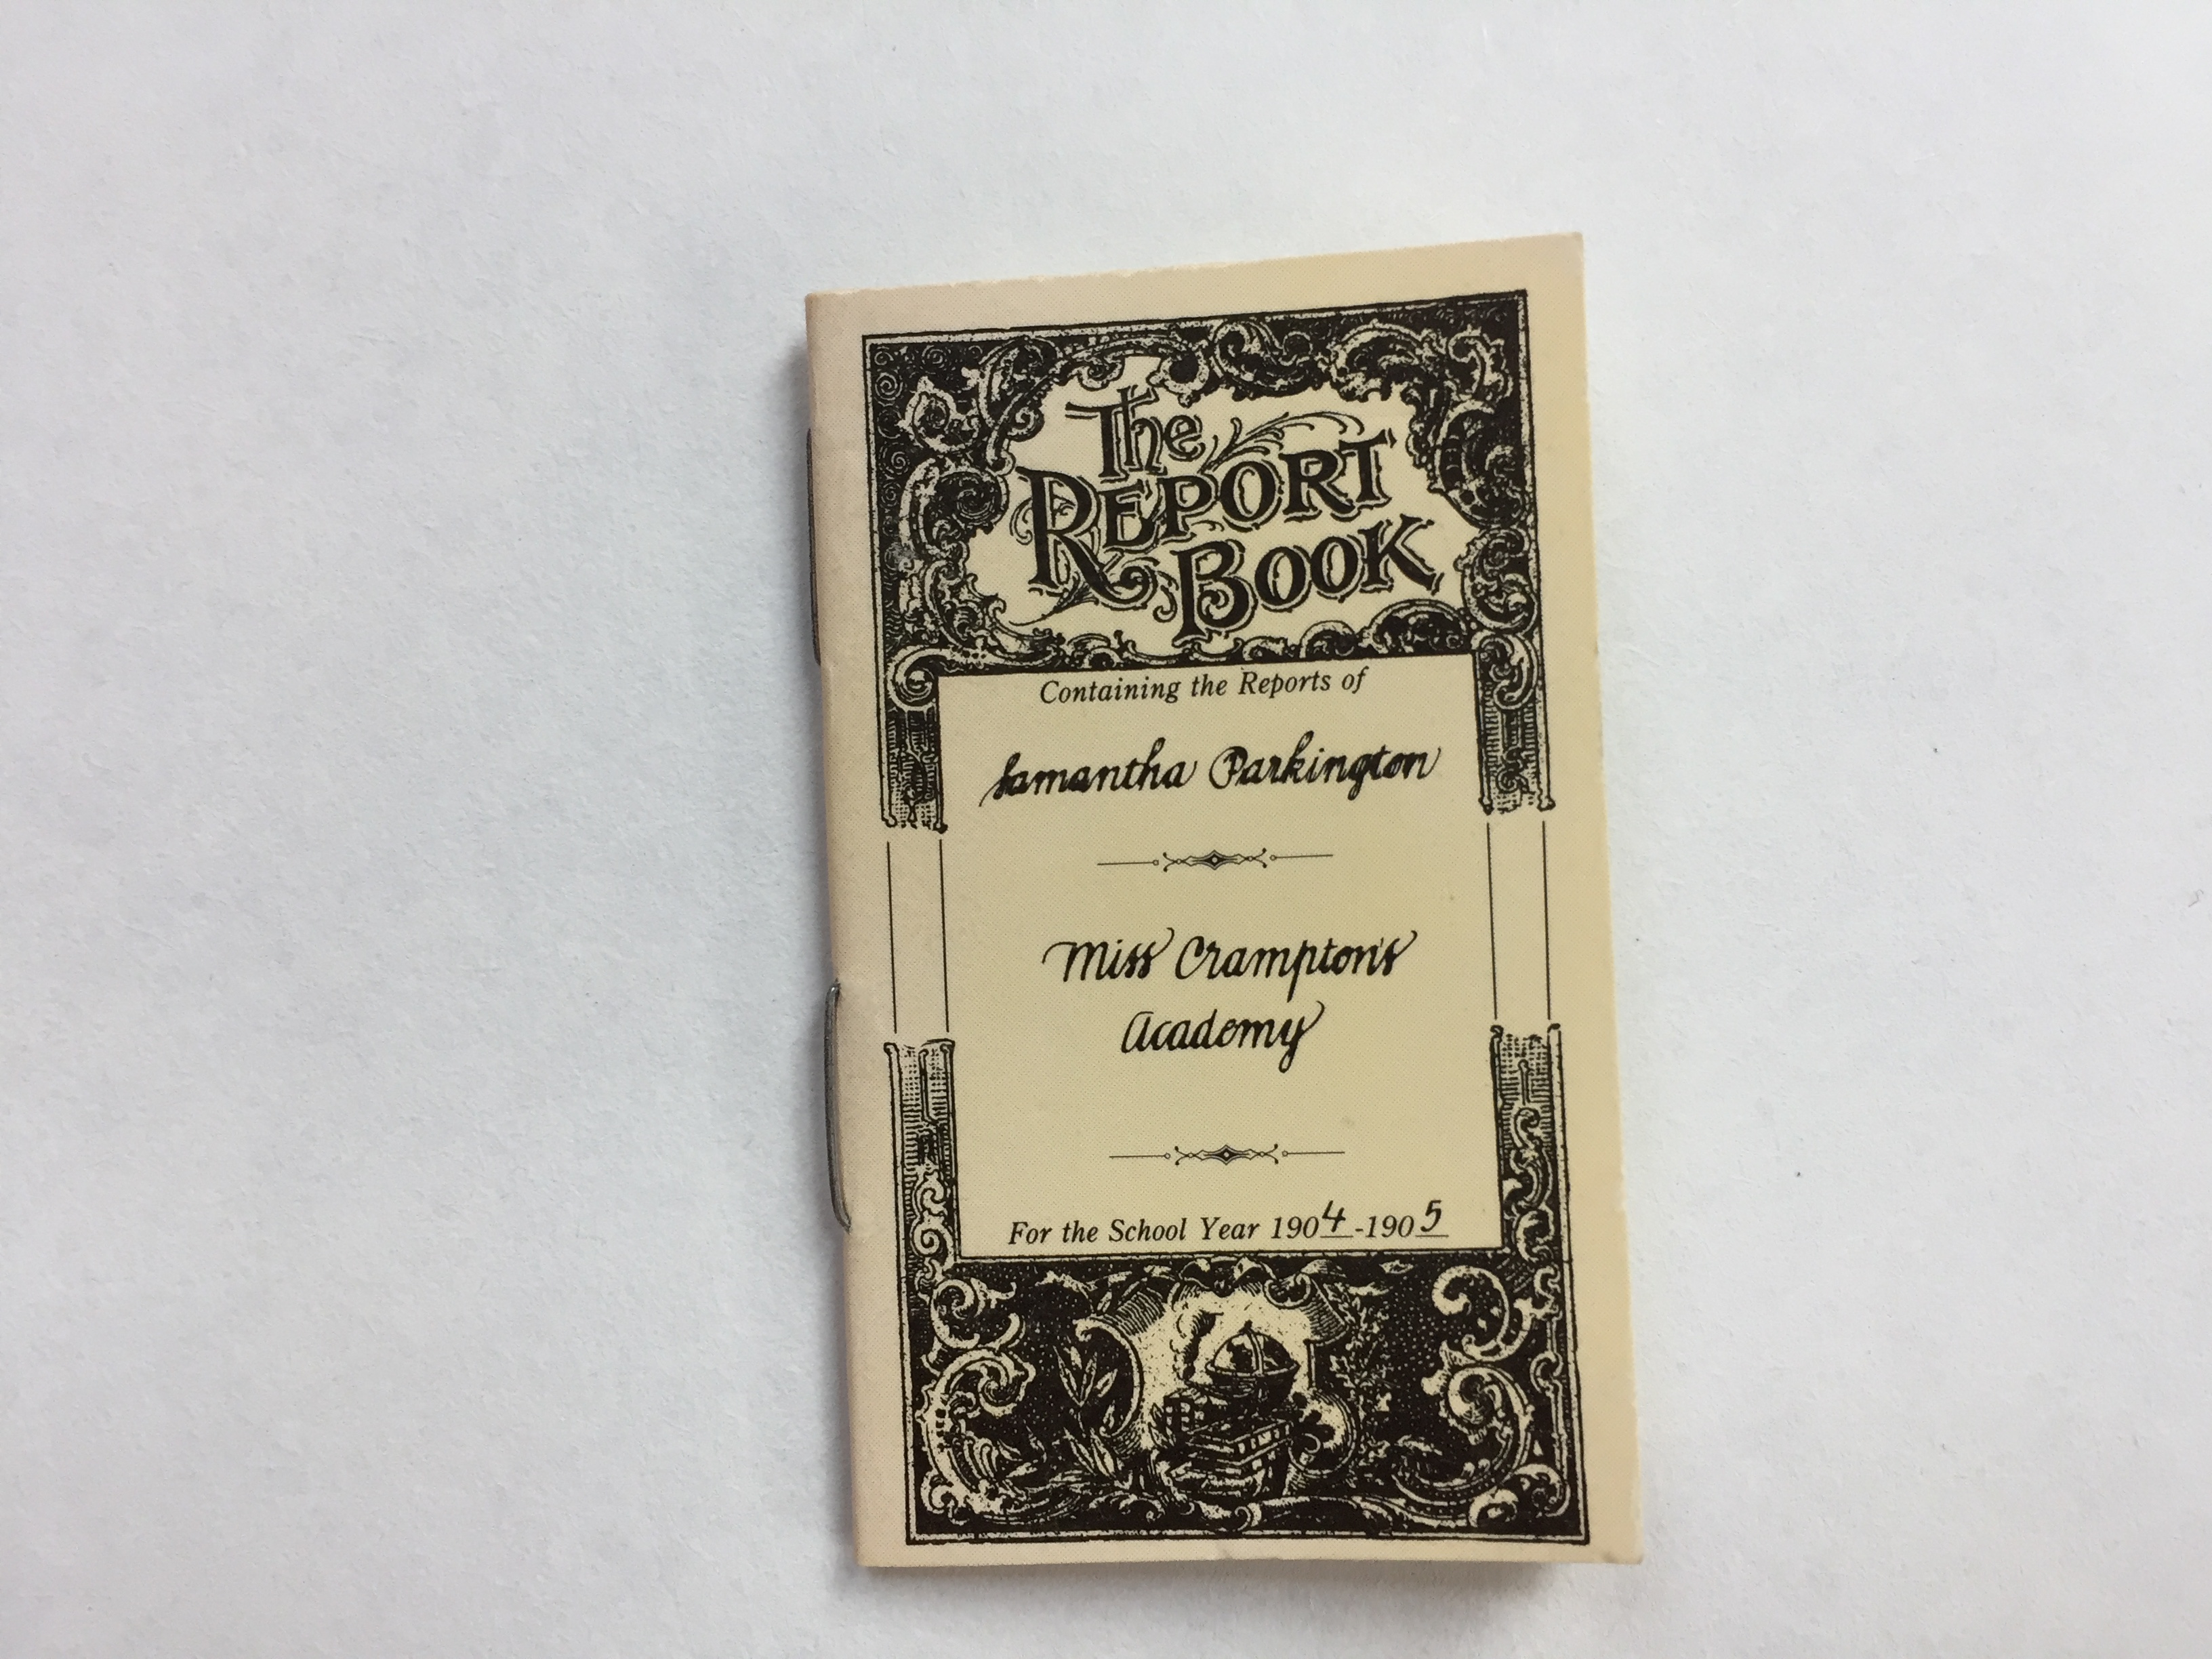 The
REPORT
BOOK
Containing the Reports of
Samantha Parkington
Miss Crampton's
Academy
For the School Year 1904-1905